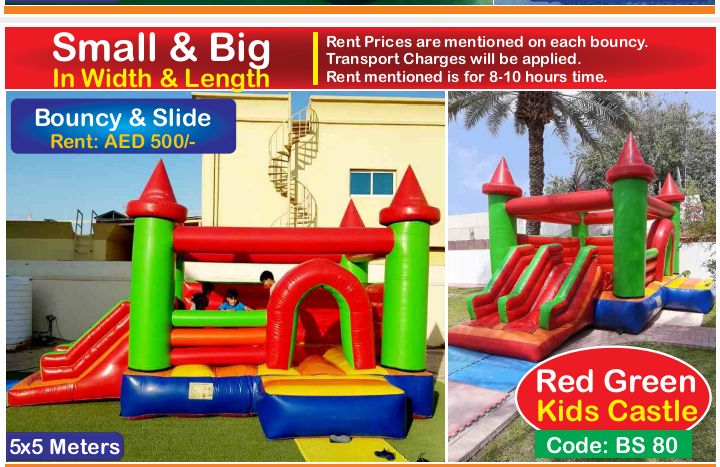 Small & Big
In Width & Length
Rent Prices are mentioned on each bouncy.
Transport Charges will be applied.
Rent mentioned is for 8-10 hours time.
Bouncy & Slide
Rent: AED 500/-
5x5 Meters
Red Green
Kids Castle
Code: BS 80